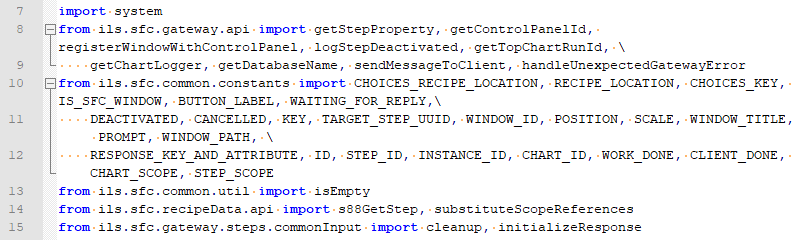 7 import system
8 from ils.sfc.gateway.api import getStepProperty, getControlPanelId,
registerWindowWithControlPanel, logStepDeactivated, getTopChartRunId, \
9 getChartLogger, getDatabaseName, sendMessageToClient, handleUnexpectedGatewayError
10 from ils.sfc.common.constants import CHOICES_RECIPE_LOCATION, RECIPE_LOCATION, CHOICES_KEY,
IS_SFC_WINDOW, BUTTON_LABEL, WAITING_FOR_REPLY,\
11 DEACTIVATED, CANCELLED, KEY, TARGET_STEP_UUID, WINDOW_ID, POSITION, SCALE, WINDOW_TITLE,
PROMPT, WINDOW_PATH, \
12 RESPONSE_KEY_AND_ATTRIBUTE, ID, STEP_ID, INSTANCE_ID, CHART_ID, WORK_DONE, CLIENT_DONE,
CHART_SCOPE, STEP_SCOPE
13 from ils.sfc.common.util import isEmpty
14 from ils.sfc.recipeData.api import s88GetStep, substituteScopeReferences
15 from ils.sfc.gateway.steps.commonInput import cleanup, initializeResponse